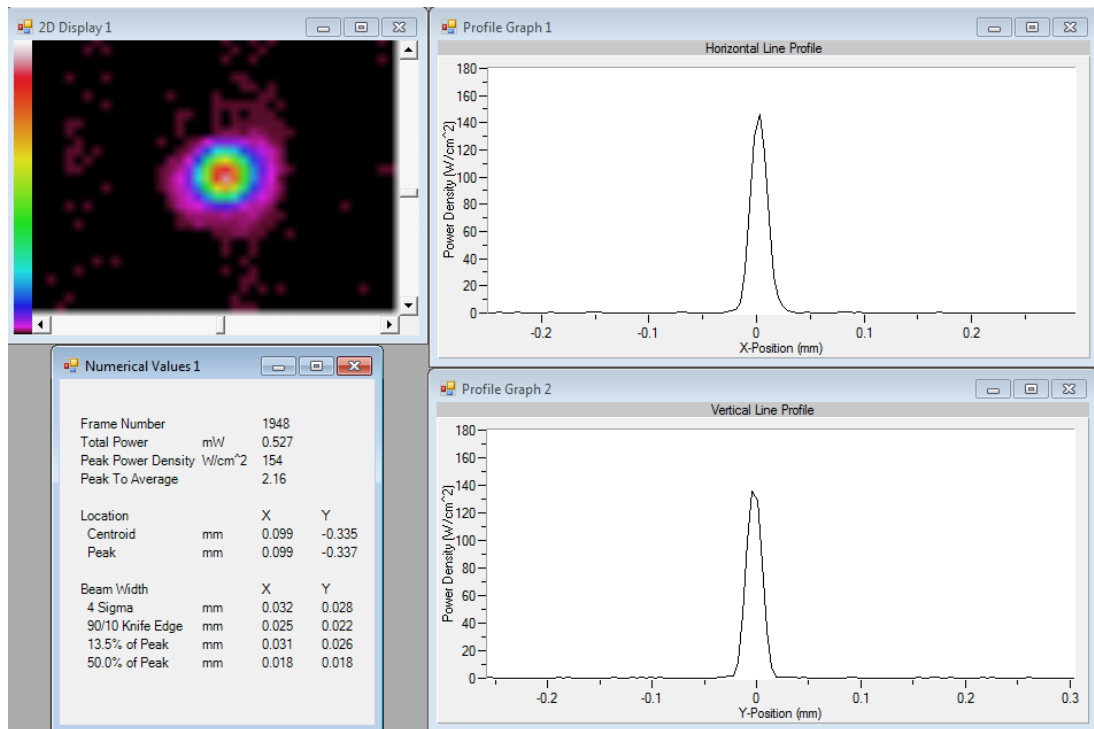 2D Display 1
Profile Graph 1
Horizontal Line Profile
180
160
140
120
100
80
60
40
20
0
Power Density [W/cm^2]
-0.2
-0.1
0
0.1
0.2
X-Position (mm)
Numerical Values 1
Frame Number 1948
Total Power mW 0.527
Peak Power Density W/cm^2 154
Peak To Average 2.16
Location X Y
Centroid mm 0.099 -0.335
Peak mm 0.099 -0.337
Beam Width X Y
4 Sigma mm 0.032 0.028
90/10 Knife Edge mm 0.025 0.022
13.5% of Peak mm 0.031 0.026
50.0% of Peak mm 0.018 0.018
Profile Graph 2
Vertical Line Profile
180
160
140
120
100
80
60
40
20
0
Power Density [W/cm^2]
-0.2
-0.1
0
0.1
0.2
0.3
Y-Position (mm)